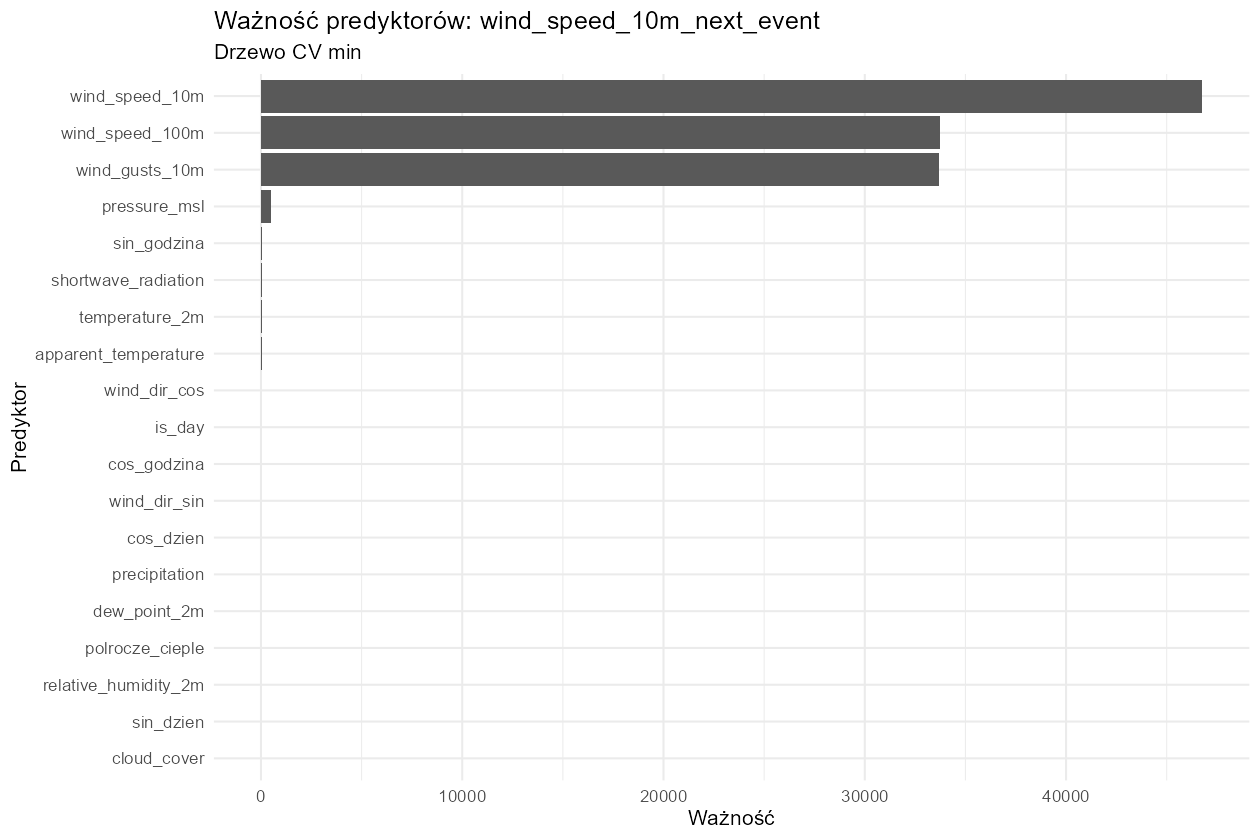 Ważność predyktorów: wind_speed_10m_next_event
Drzewo CV min
wind_speed_10m
wind_speed_100m
wind_gusts_10m
pressure_msl
sin_godzina
shortwave_radiation
temperature_2m
apparent_temperature
wind_dir_cos
is_day
cos_godzina
wind_dir_sin
cos_dzien
precipitation
dew_point_2m
polrocze_cieple
relative_humidity_2m
sin_dzien
cloud_cover
Predyktor
0 10000 20000 30000 40000
Ważność